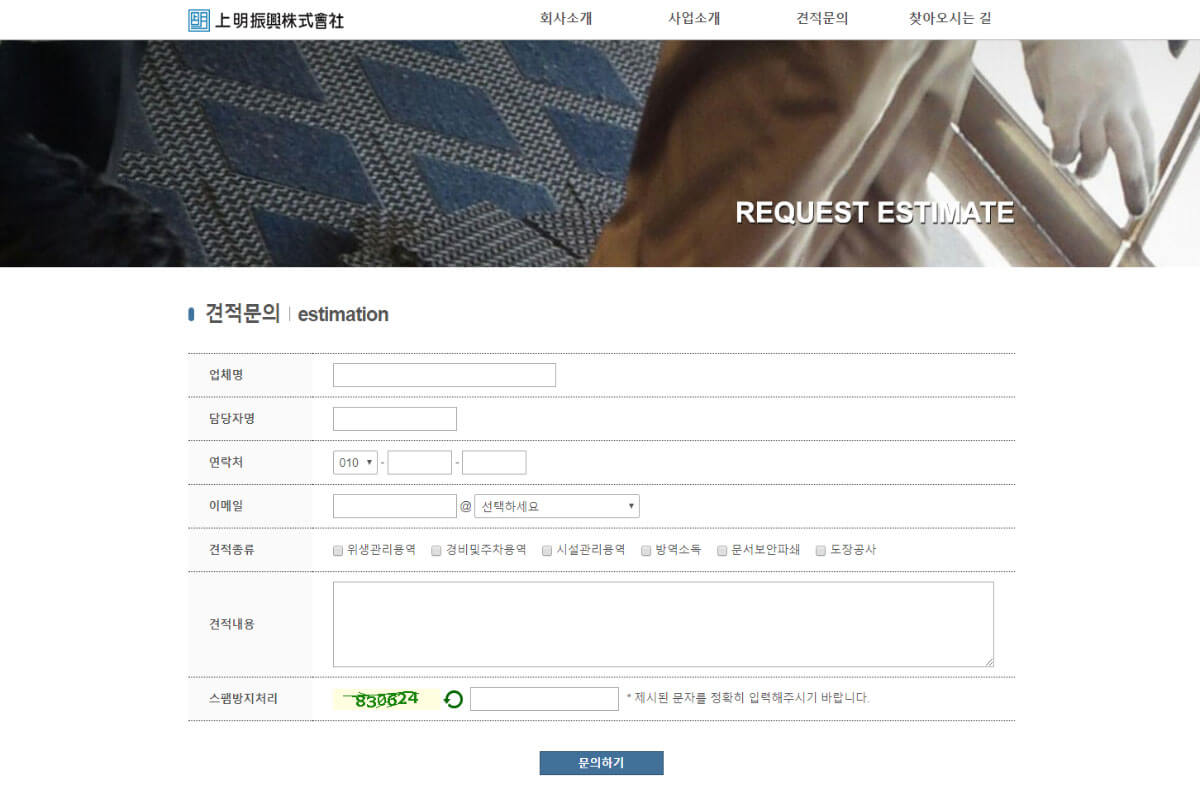 上明振興株式會社 회사소개 사업소개 견적문의 찾아오시는 길
REQUEST ESTIMATE
견적문의 | estimation
업체명
담당자명
연락처 010 - -
이메일 @ 선택하세요
견적종류 위생관리용역 경비및주차용역 시설관리용역 방역소독 문서보안파쇄 도장공사
견적내용
스팸방지처리 830624 * 제시된 문자를 정확히 입력해주시기 바랍니다.
문의하기